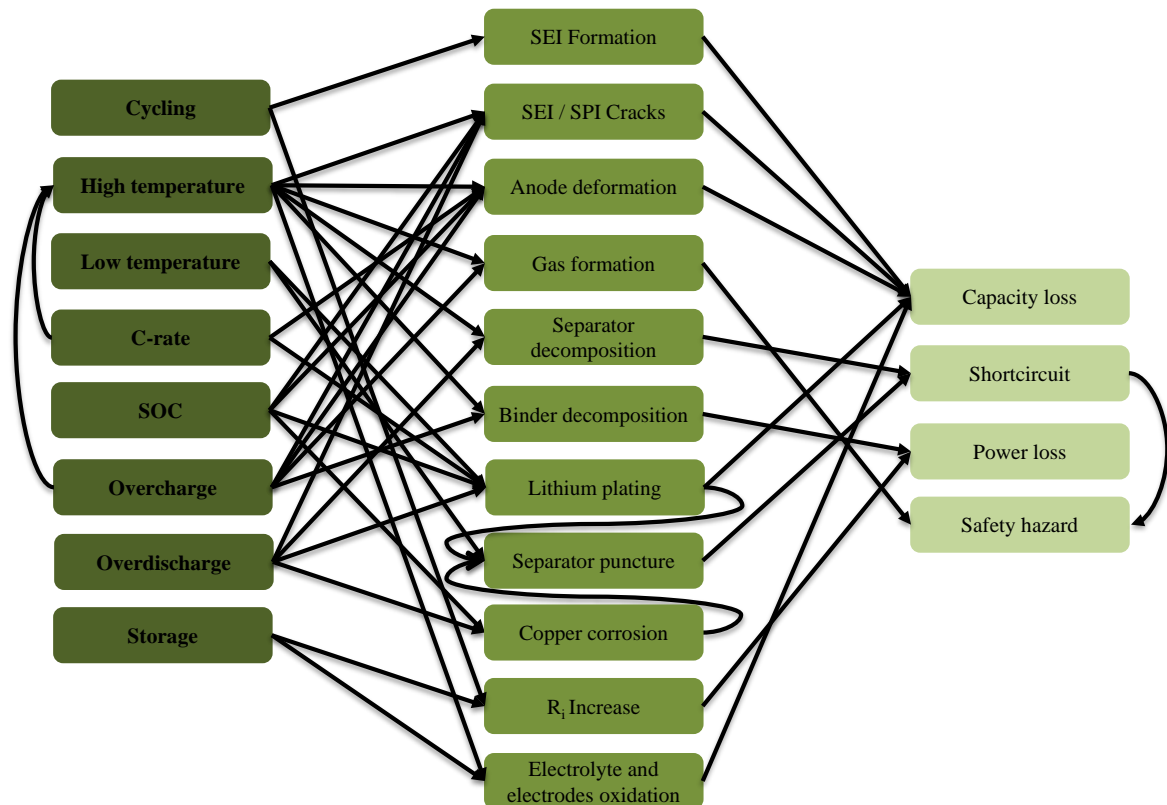 Cycling
High temperature
Low temperature
C-rate
SOC
Overcharge
Overdischarge
Storage
SEI Formation
SEI / SPI Cracks
Anode deformation
Gas formation
Separator
decomposition
Binder decomposition
Lithium plating
Separator puncture
Copper corrosion
Ri Increase
Electrolyte and
electrodes oxidation
Capacity loss
Shortcircuit
Power loss
Safety hazard